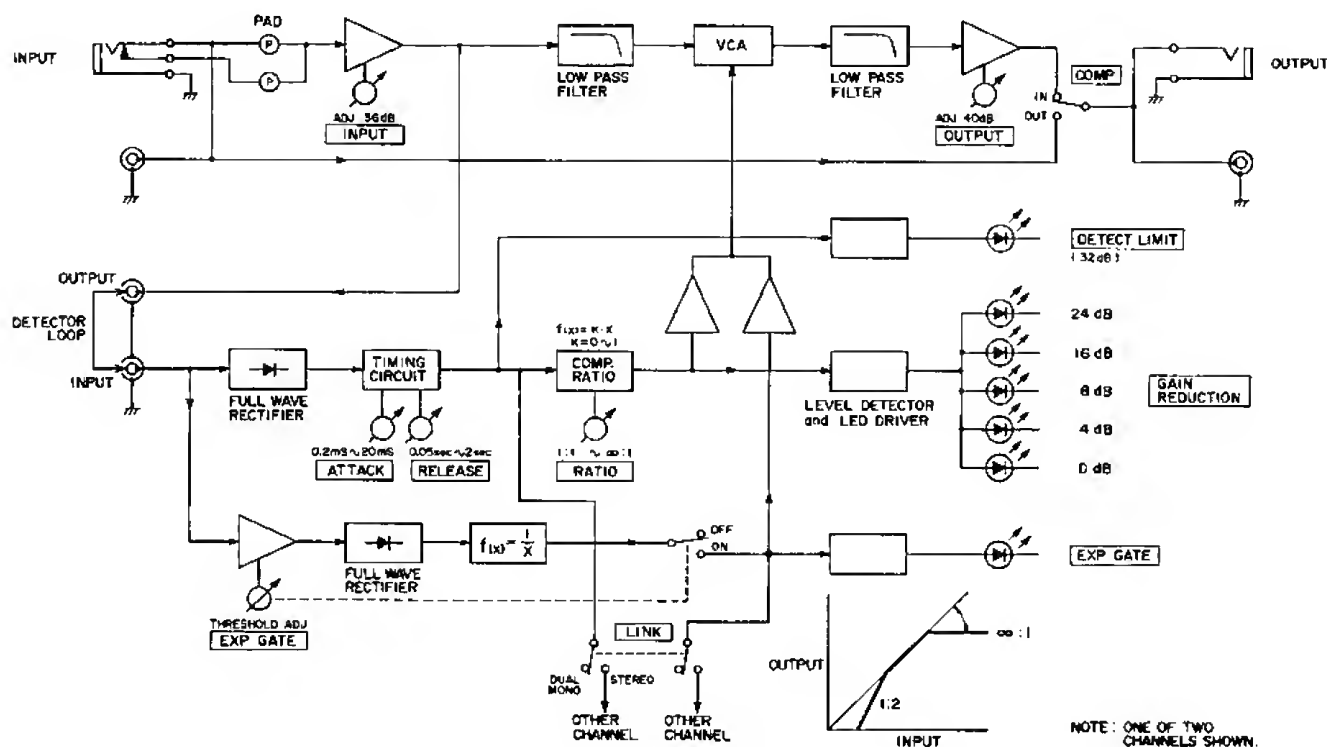 PAD
P
P
INPUT
VCA
LOW PASS
FILTER
LOW PASS
FILTER
ADJ 36dB
INPUT
ADJ 40dB
OUTPUT
COMP
IN
OUT
OUTPUT
OUTPUT
DETECTOR
LOOP
INPUT
DETECT LIMIT
(32dB)
FULL WAVE
RECTIFIER
TIMING
CIRCUIT
0.2mS~20mS
ATTACK
0.05sec~2sec
RELEASE
f(x)=K·X
K=0~1
COMP.
RATIO
1:1 ~ ∞:1
RATIO
LEVEL DETECTOR
and LED DRIVER
24 dB
16 dB
8 dB
4 dB
0 dB
GAIN
REDUCTION
THRESHOLD ADJ
EXP GATE
FULL WAVE
RECTIFIER
f(x)=1/X
OFF
ON
EXP GATE
LINK
DUAL
MONO
STEREO
OTHER
CHANNEL
OTHER
CHANNEL
OUTPUT
∞:1
1:2
INPUT
NOTE: ONE OF TWO
CHANNELS SHOWN.